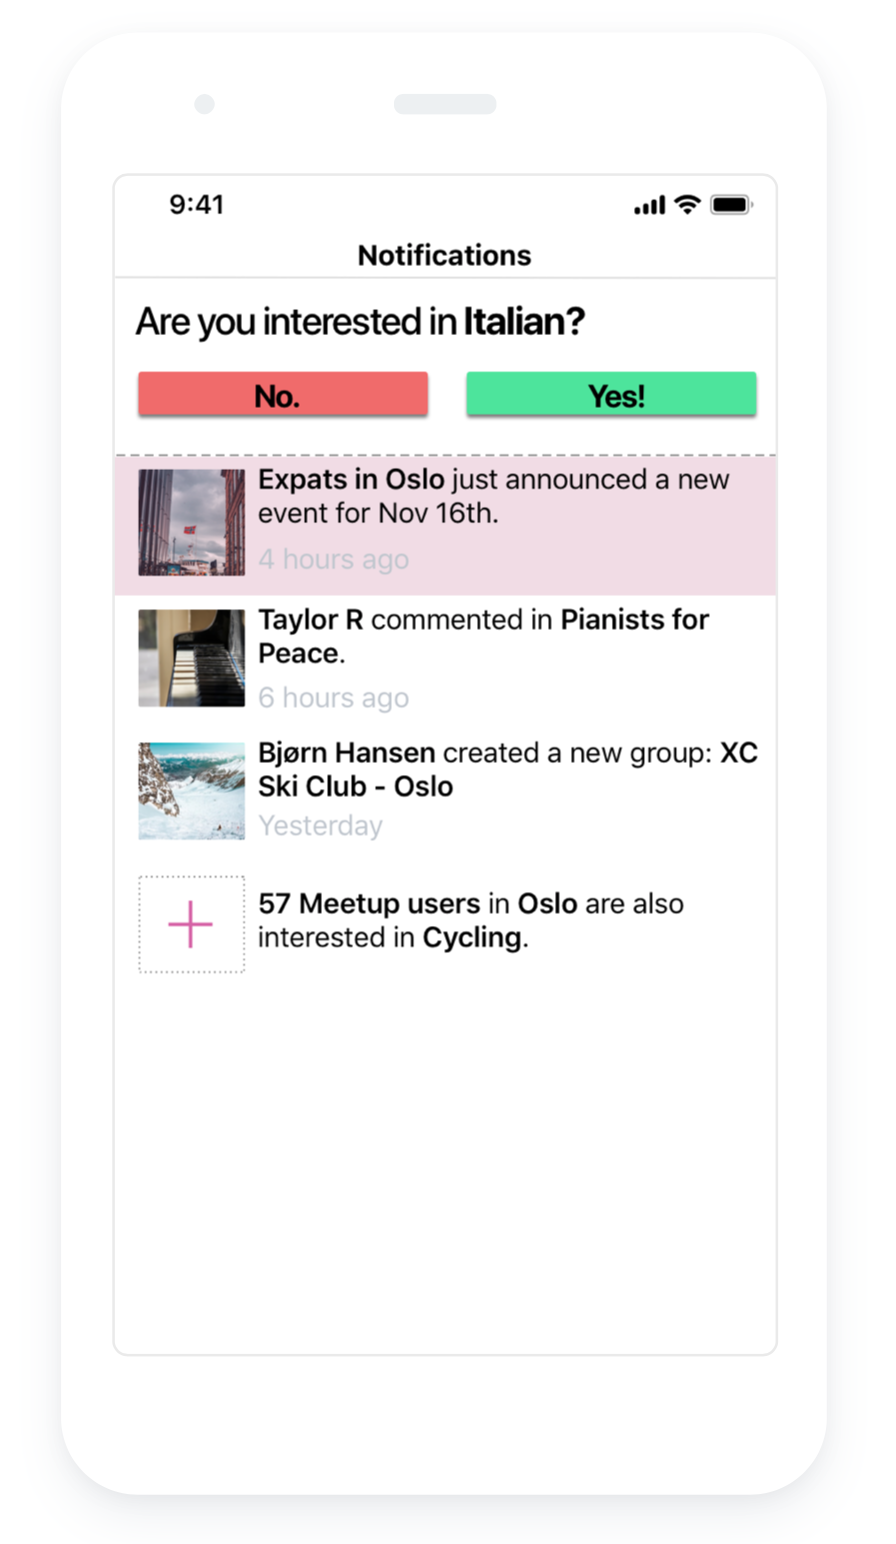 9:41
Notifications
Are you interested in Italian?
No.
Yes!
Expats in Oslo just announced a new
event for Nov 16th.
4 hours ago
Taylor R commented in Pianists for
Peace.
6 hours ago
Bjørn Hansen created a new group: XC
Ski Club - Oslo
Yesterday
57 Meetup users in Oslo are also
interested in Cycling.